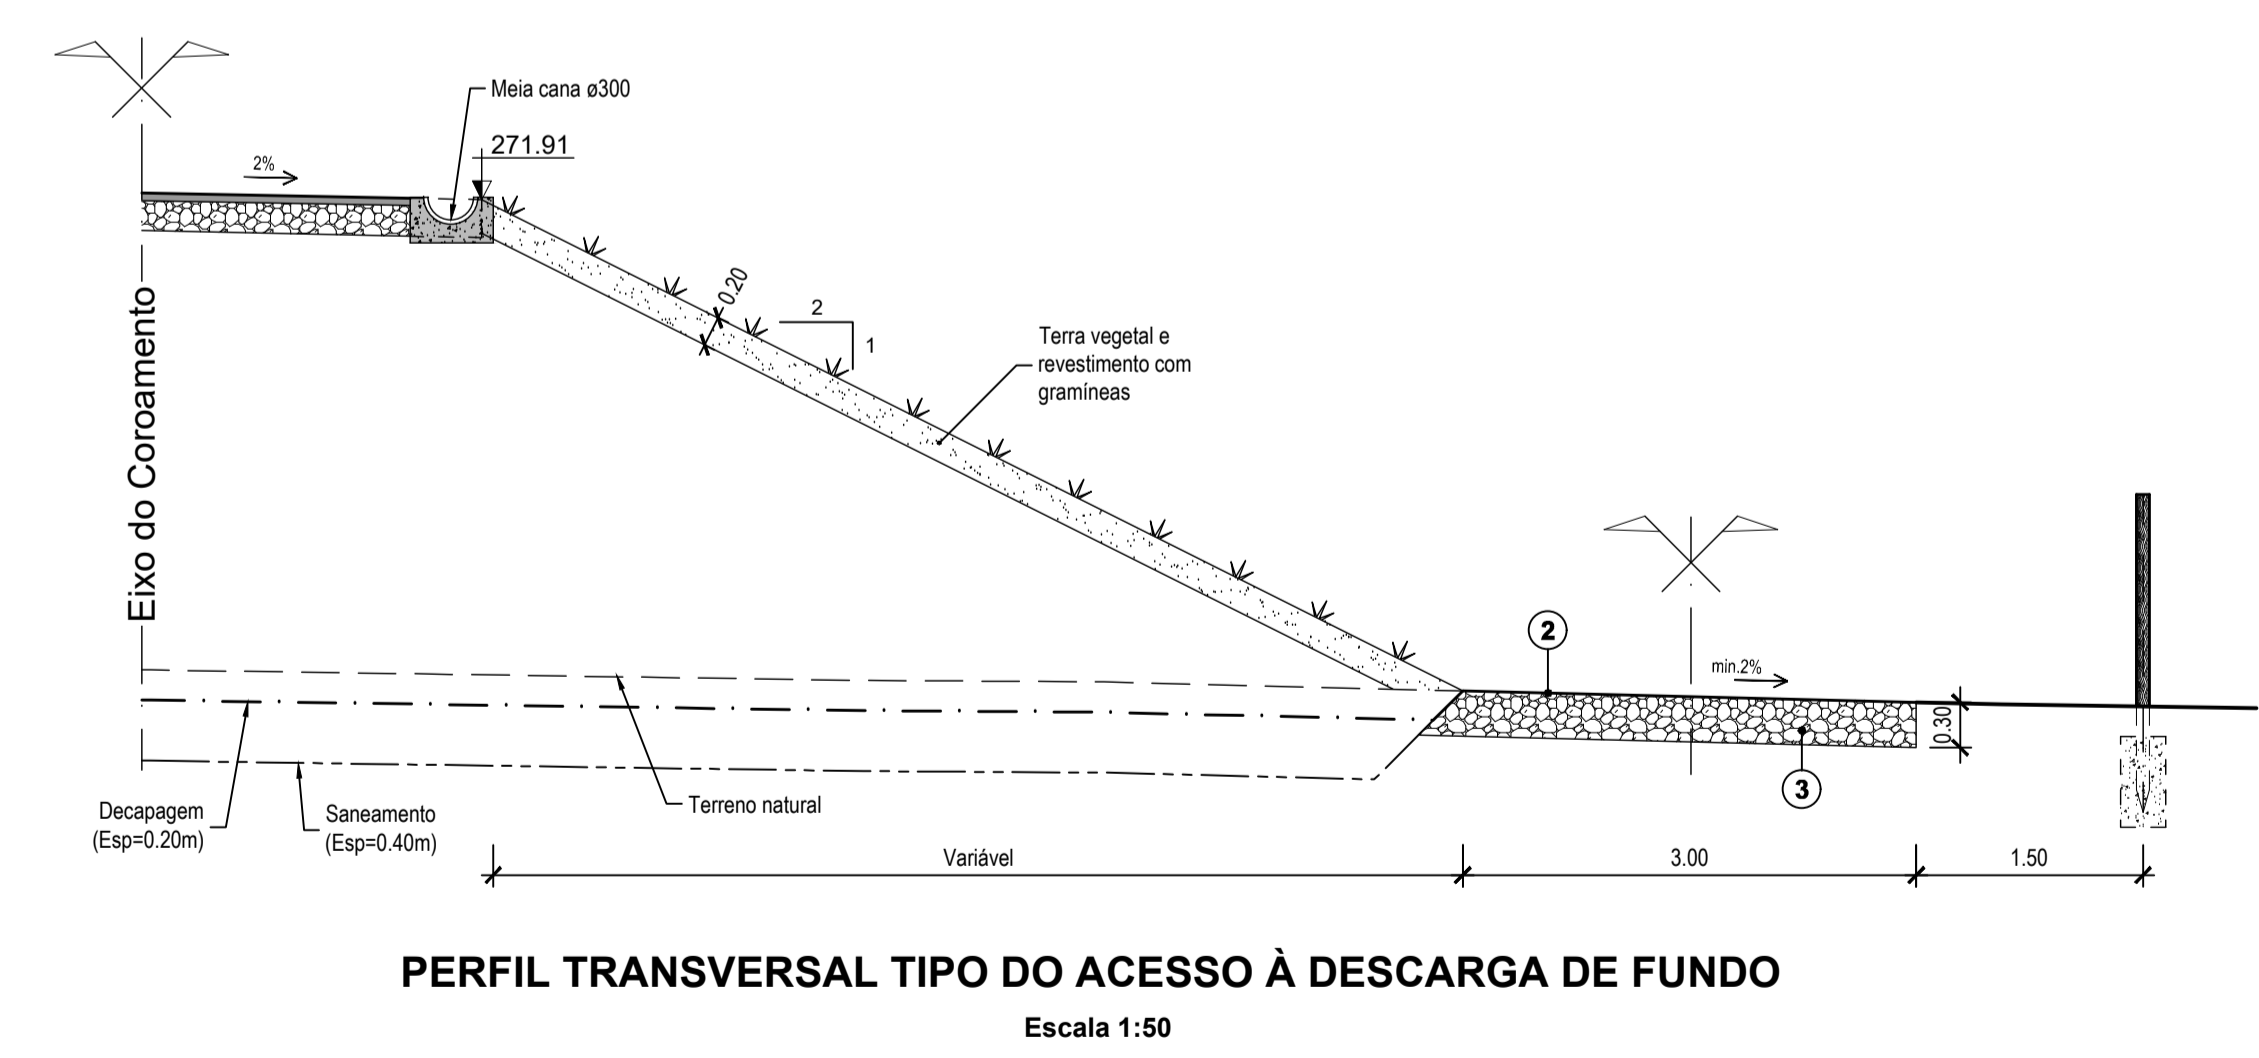 Meia cana ø300
271.91
2%
Eixo do Coroamento
0.20
2
1
Terra vegetal e
revestimento com
gramíneas
2
min.2%
0.30
3
Decapagem
(Esp=0.20m)
Saneamento
(Esp=0.40m)
Terreno natural
Variável
3.00
1.50
PERFIL TRANSVERSAL TIPO DO ACESSO À DESCARGA DE FUNDO
Escala 1:50